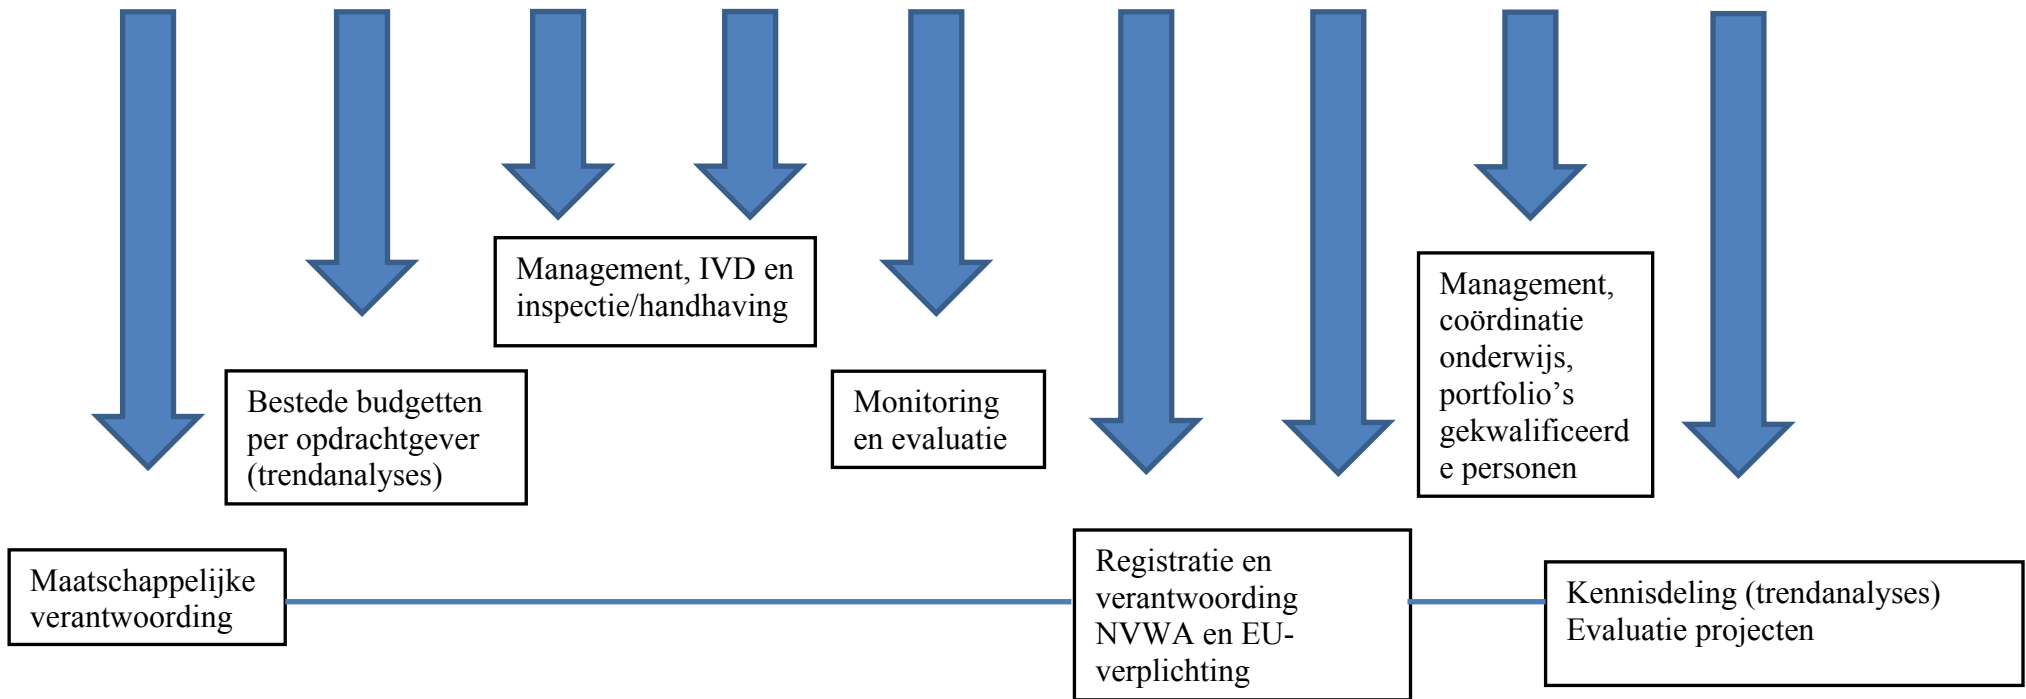 Management, IVD en
inspectie/handhaving
Management,
coördinatie
onderwijs,
portfolio’s
gekwalificeerd
e personen
Bestede budgetten
per opdrachtgever
(trendanalyses)
Monitoring
en evaluatie
Maatschappelijke
verantwoording
Registratie en
verantwoording
NVWA en EU-
verplichting
Kennisdeling (trendanalyses)
Evaluatie projecten